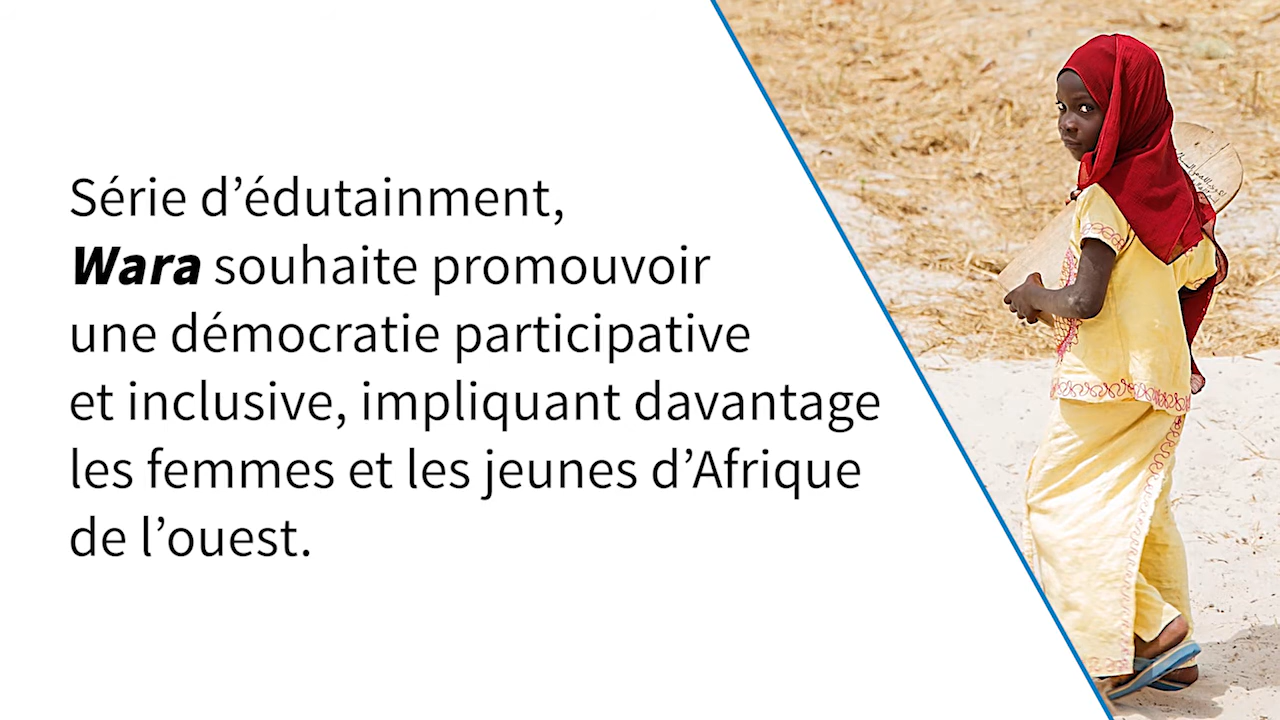 Série d’édutainment,
Wara souhaite promouvoir
une démocratie participative
et inclusive, impliquant davantage
les femmes et les jeunes d’Afrique
de l’ouest.